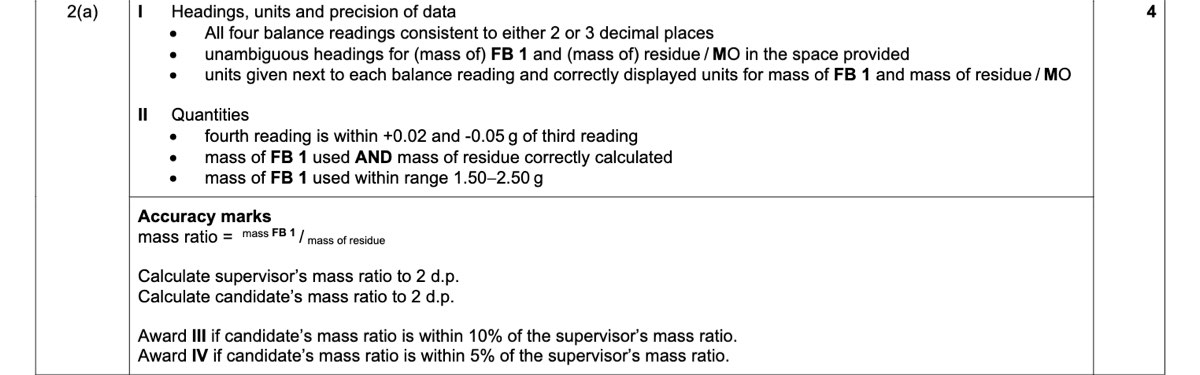 2(a) I Headings, units and precision of data 4
• All four balance readings consistent to either 2 or 3 decimal places
• unambiguous headings for (mass of) FB 1 and (mass of) residue / MO in the space provided
• units given next to each balance reading and correctly displayed units for mass of FB 1 and mass of residue / MO
II Quantities
• fourth reading is within +0.02 and -0.05 g of third reading
• mass of FB 1 used AND mass of residue correctly calculated
• mass of FB 1 used within range 1.50–2.50 g
Accuracy marks
mass ratio = mass FB 1 / mass of residue
Calculate supervisor's mass ratio to 2 d.p.
Calculate candidate's mass ratio to 2 d.p.
Award III if candidate's mass ratio is within 10% of the supervisor's mass ratio.
Award IV if candidate's mass ratio is within 5% of the supervisor's mass ratio.